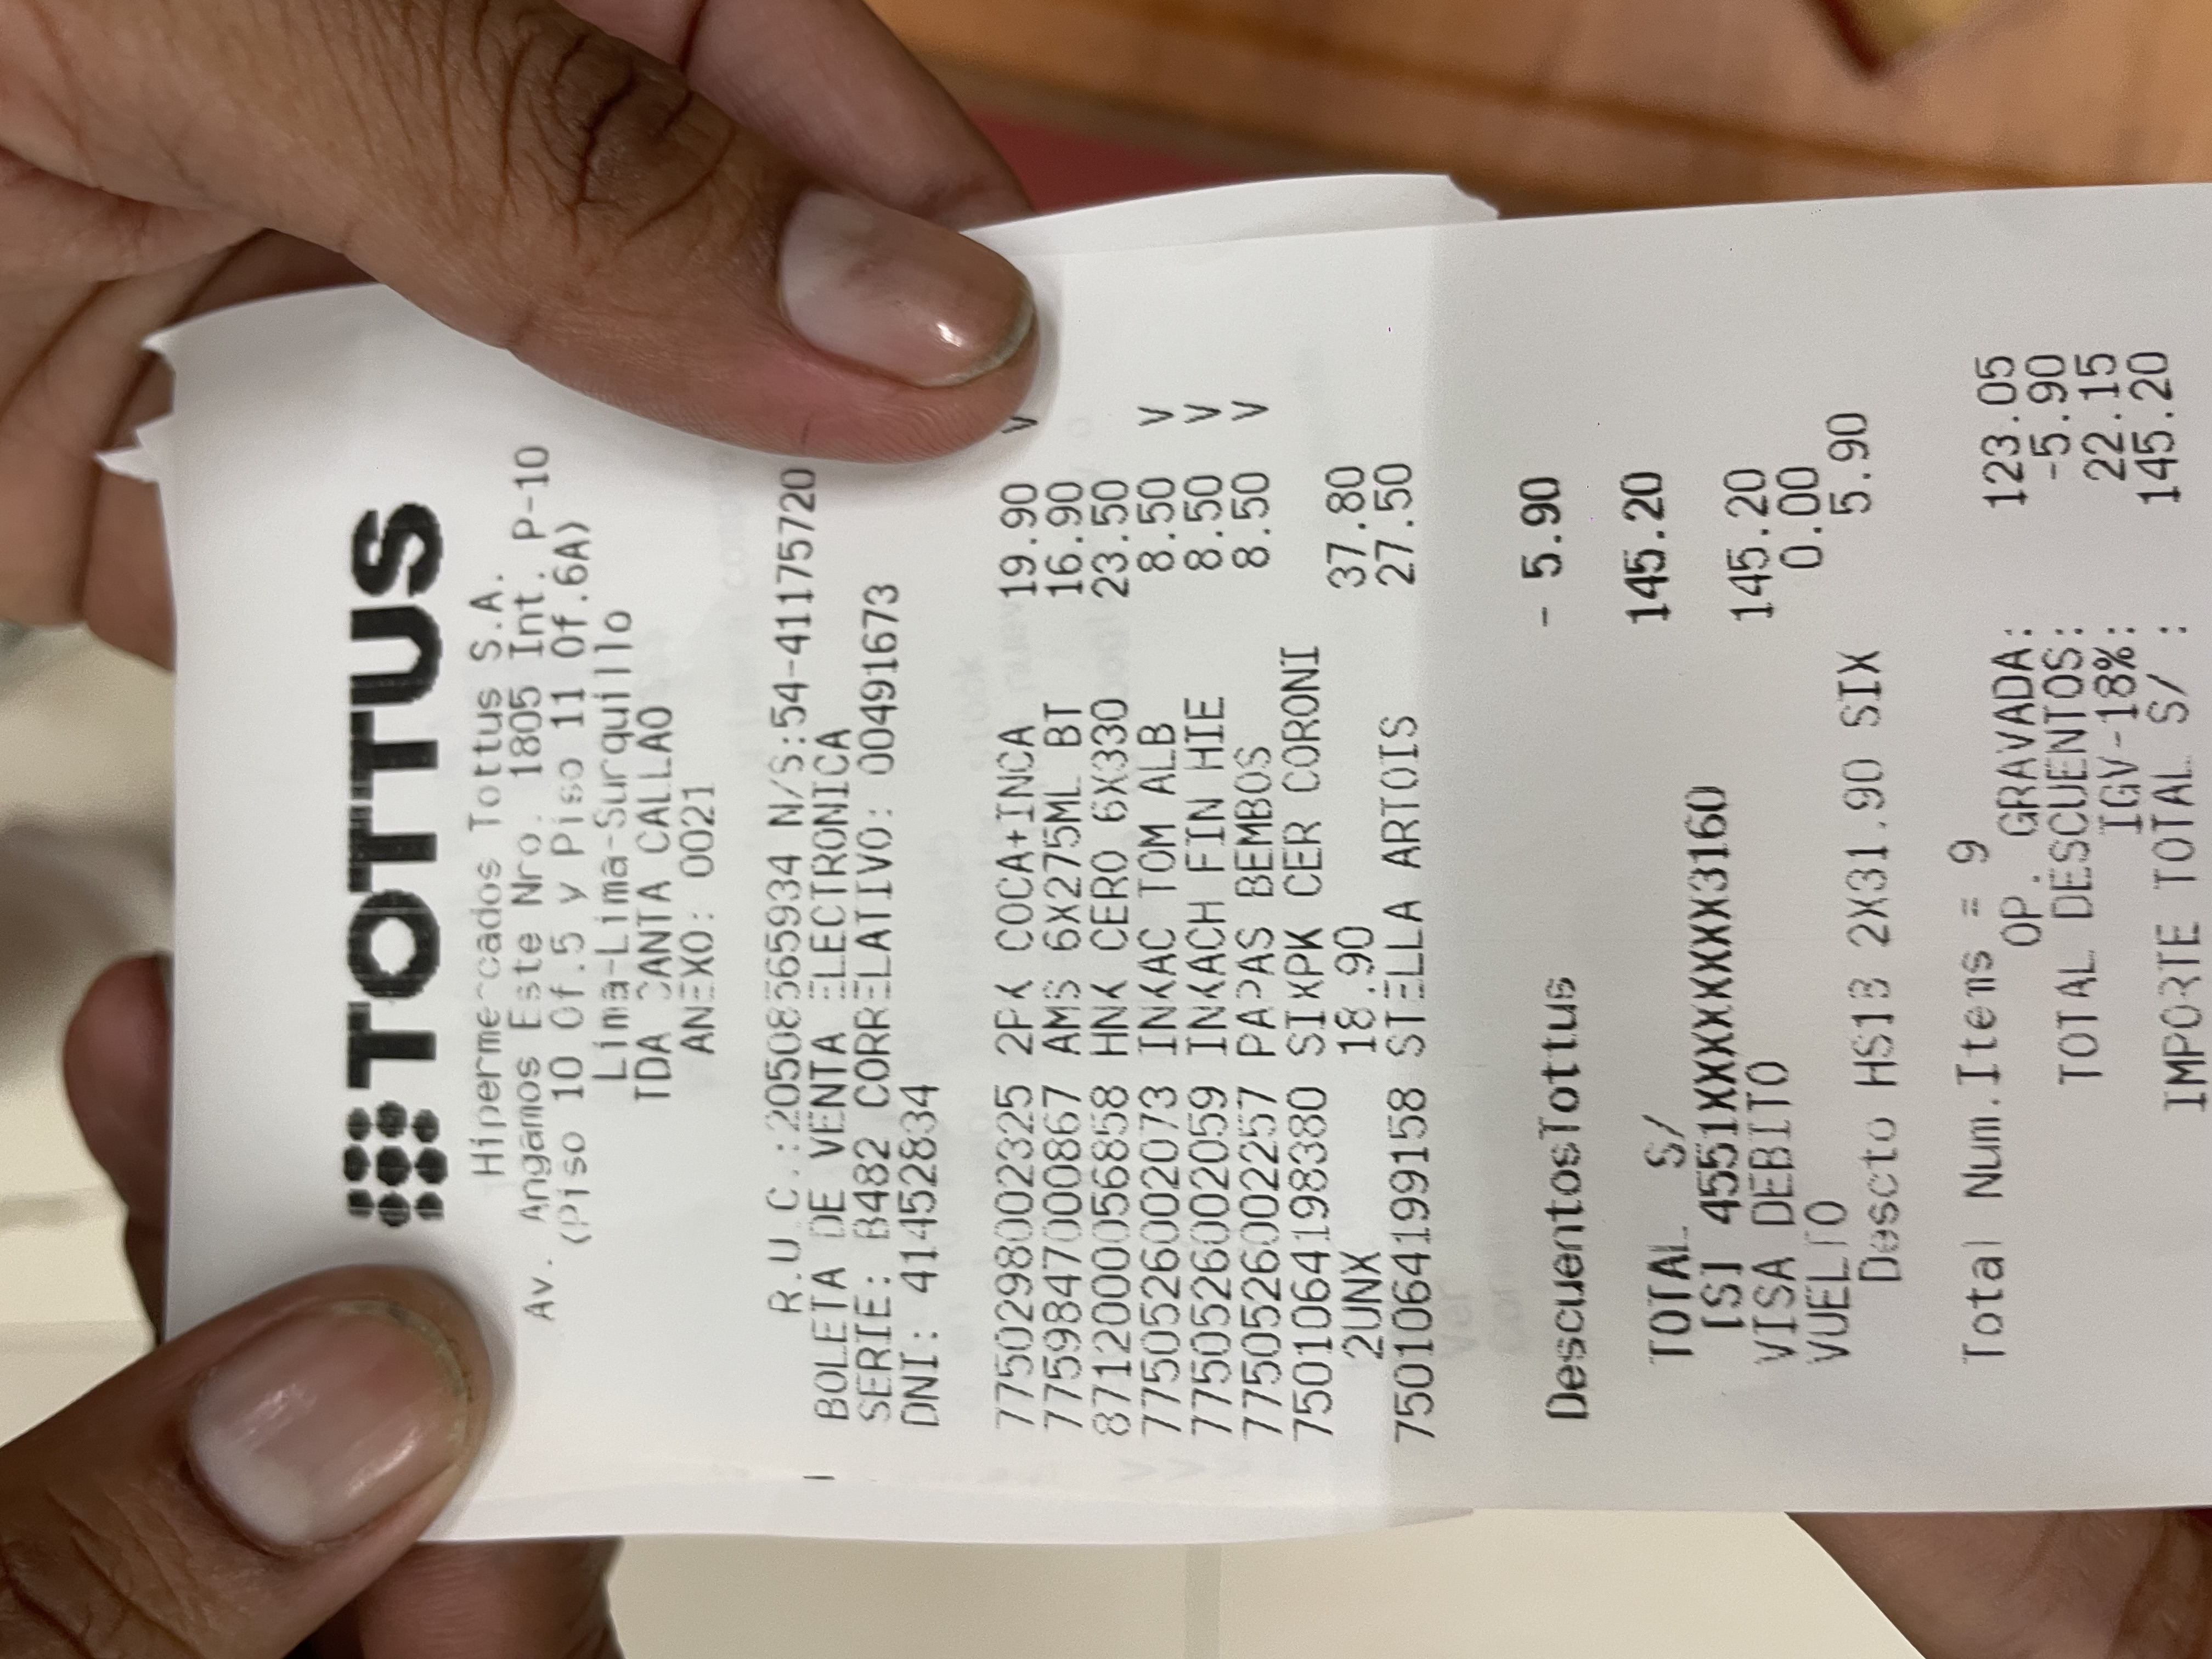 TOTTUS
Hipermercados Tottus S.A.
Av. Angamos Este Nro. 1805 Int. P-10
(Piso 10 Of.5 y Piso 11 Of.6A)
Lima-Lima-Surquillo
TDA CANTA CALLAO
ANEXO: 0021
R.U.C.:20508565934 N/S:54-41175720
BOLETA DE VENTA ELECTRONICA
SERIE: B482 CORRELATIVO: 00491673
DNI: 41452834
7750298002325 2PK COCA+INCA 19.90 V
7759847000867 AMS 6X275ML BT 16.90
8712000056858 HNK CERO 6X330 23.50
7750526002073 INKAC TOM ALB 8.50 V
7750526002059 INKACH FIN HIE 8.50 V
7750526002257 PAPAS BEMBOS 8.50 V
7501064198380 SIXPK CER CORONI
2UNX 18.90 37.80
7501064199158 STELLA ARTOIS 27.50
DescuentosTottus - 5.90
TOTAL S/ 145.20
[S] 4551XXXXXXXX3160
VISA DEBITO 145.20
VUELTO 0.00
Descto HS13 2X31.90 SIX 5.90
Total Num.Items = 9
OP. GRAVADA: 123.05
TOTAL DESCUENTOS: -5.90
IGV-18%: 22.15
IMPORTE TOTAL S/ : 145.20